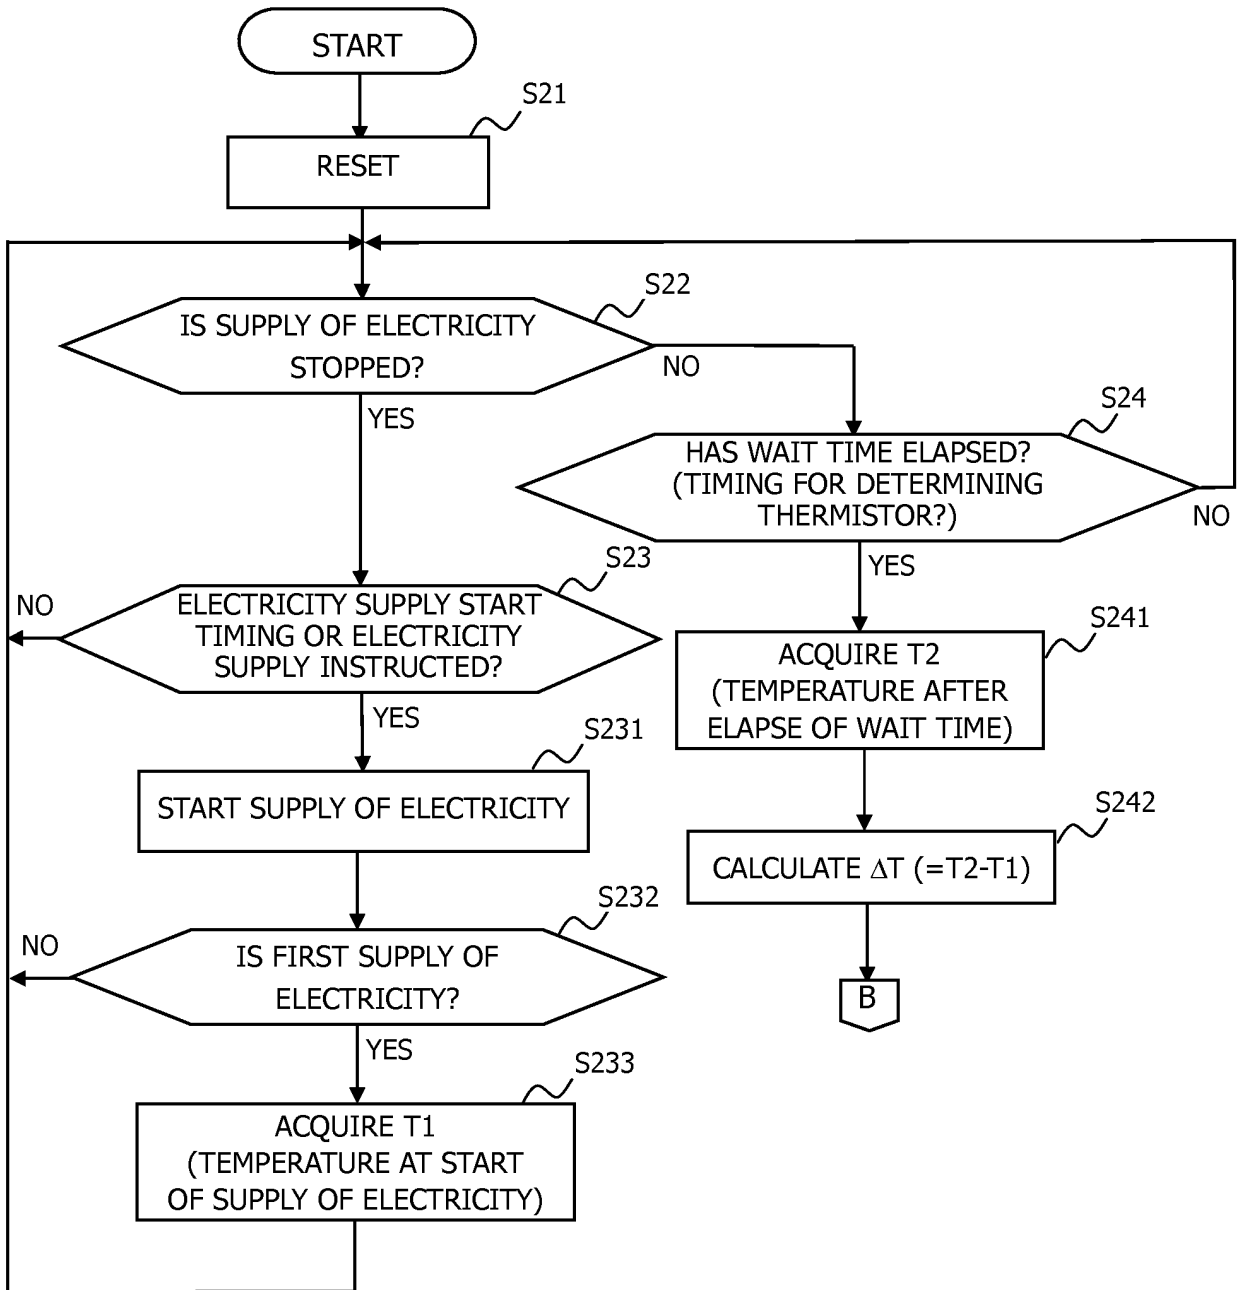 START
S21
RESET
S22
IS SUPPLY OF ELECTRICITY
STOPPED?
NO
YES
S24
HAS WAIT TIME ELAPSED?
(TIMING FOR DETERMINING
THERMISTOR?)
NO
YES
S23
NO
ELECTRICITY SUPPLY START
TIMING OR ELECTRICITY
SUPPLY INSTRUCTED?
YES
S241
ACQUIRE T2
(TEMPERATURE AFTER
ELAPSE OF WAIT TIME)
S231
START SUPPLY OF ELECTRICITY
S242
CALCULATE ΔT (=T2-T1)
S232
NO
IS FIRST SUPPLY OF
ELECTRICITY?
B
YES
S233
ACQUIRE T1
(TEMPERATURE AT START
OF SUPPLY OF ELECTRICITY)